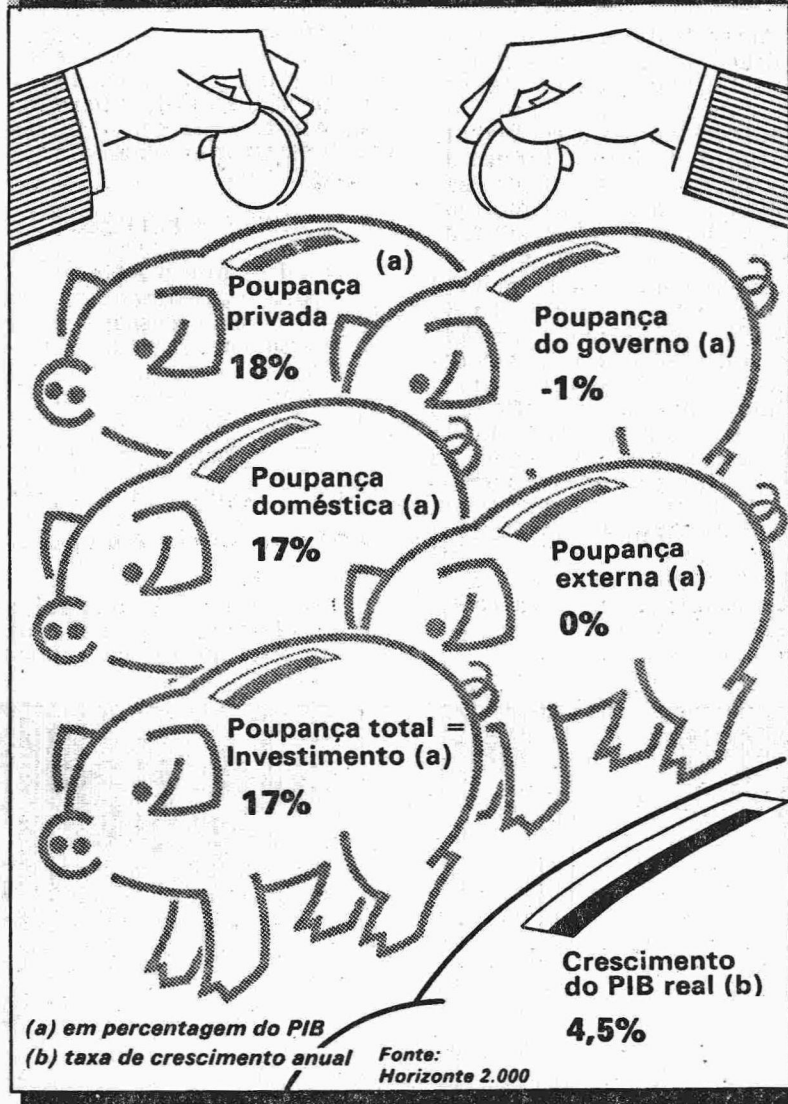 (a)
Poupança
privada
18%
Poupança
do governo (a)
-1%
Poupança
doméstica (a)
17%
Poupança
externa (a)
0%
Poupança total =
Investimento (a)
17%
Crescimento
do PIB real (b)
4,5%
(a) em percentagem do PIB
(b) taxa de crescimento anual
Fonte:
Horizonte 2.000